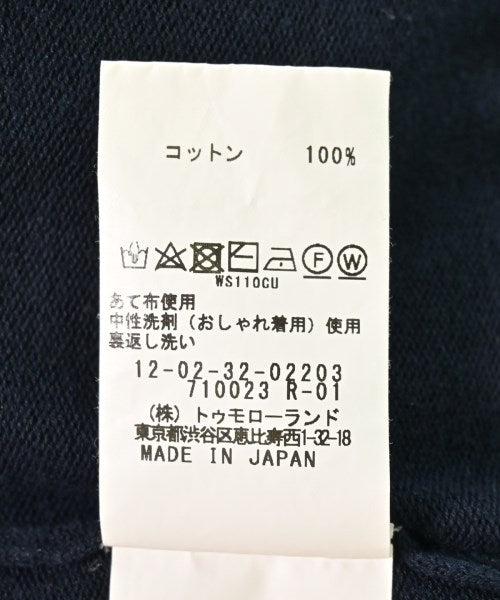 コットン 100%
F W
WS110CU
あて布使用
中性洗剤（おしゃれ着用）使用
裏返し洗い
12-02-32-02203
710023 R-01
（株）トゥモローランド
東京都渋谷区恵比寿西1-32-18
MADE IN JAPAN